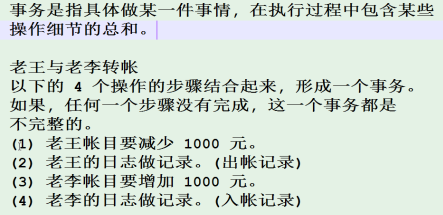 事务是指具体做某一件事情，在执行过程中包含某些
操作细节的总和。
老王与老李转帐
以下的 4 个操作的步骤结合起来，形成一个事务。
如果，任何一个步骤没有完成，这一个事务都是
不完整的。
(1) 老王帐目要减少 1000 元。
(2) 老王的日志做记录。(出帐记录)
(3) 老李帐目要增加 1000 元。
(4) 老李的日志做记录。(入帐记录)